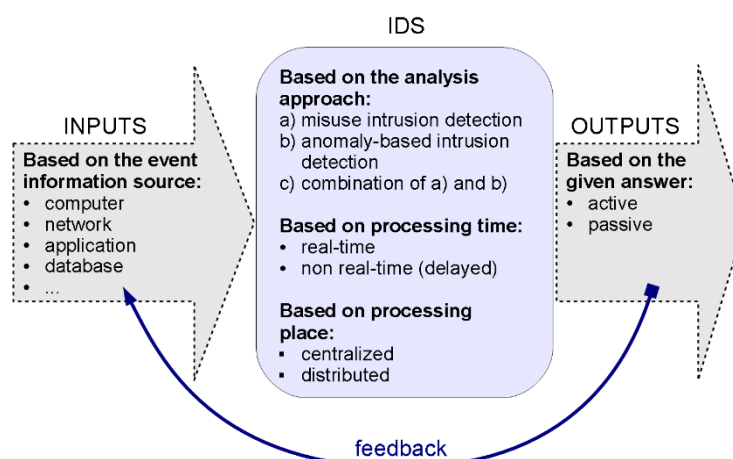 IDS
INPUTS
Based on the event
information source:
• computer
• network
• application
• database
• ...
Based on the analysis
approach:
a) misuse intrusion detection
b) anomaly-based intrusion
detection
c) combination of a) and b)
Based on processing time:
• real-time
• non real-time (delayed)
Based on processing
place:
▪ centralized
▪ distributed
OUTPUTS
Based on the
given answer:
• active
• passive
feedback